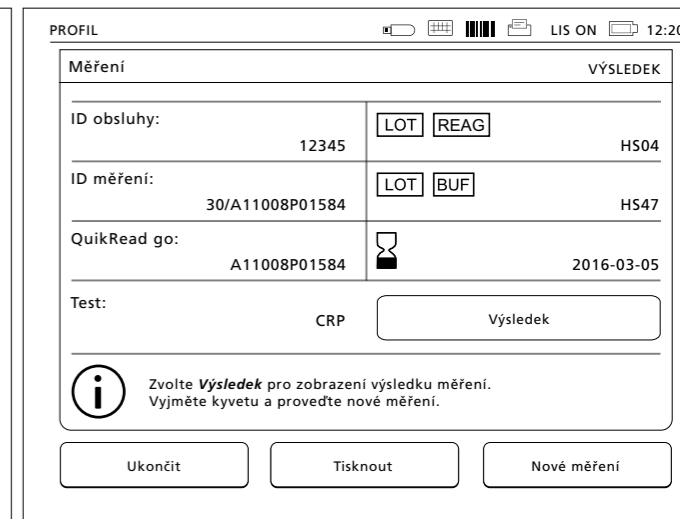 PROFIL LIS ON 12:20
Měření VÝSLEDEK
ID obsluhy: LOT REAG
12345 HS04
ID měření: LOT BUF
30/A11008P01584 HS47
QuikRead go:
A11008P01584 2016-03-05
Test:
CRP Výsledek
Zvolte Výsledek pro zobrazení výsledku měření.
Vyjměte kyvetu a proveďte nové měření.
Ukončit Tisknout Nové měření